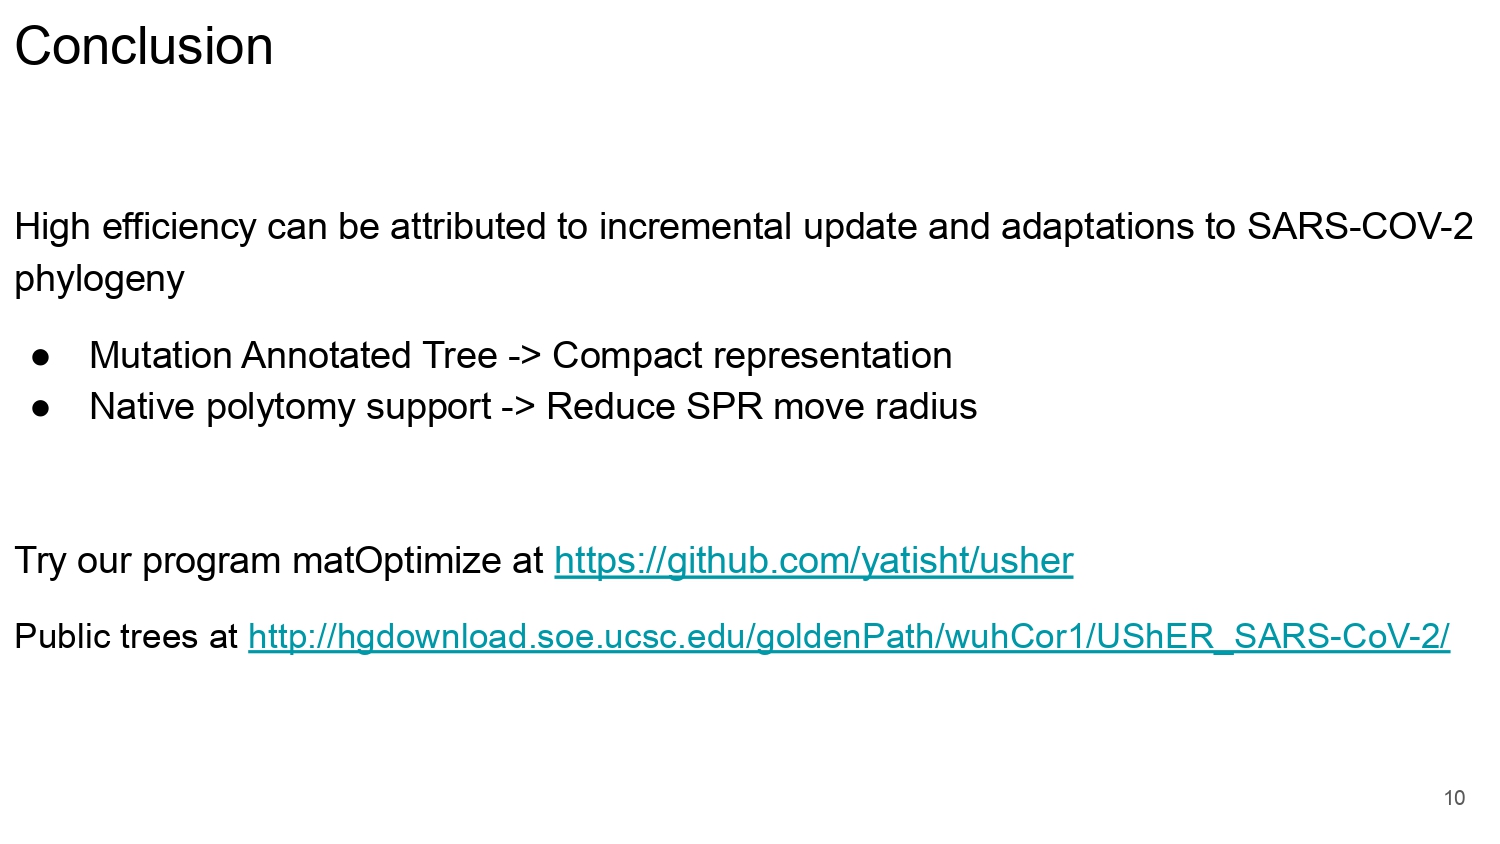 Conclusion
High efficiency can be attributed to incremental update and adaptations to SARS-COV-2
phylogeny
● Mutation Annotated Tree -> Compact representation
● Native polytomy support -> Reduce SPR move radius
Try our program matOptimize at https://github.com/yatisht/usher
Public trees at http://hgdownload.soe.ucsc.edu/goldenPath/wuhCor1/UShER_SARS-CoV-2/
10